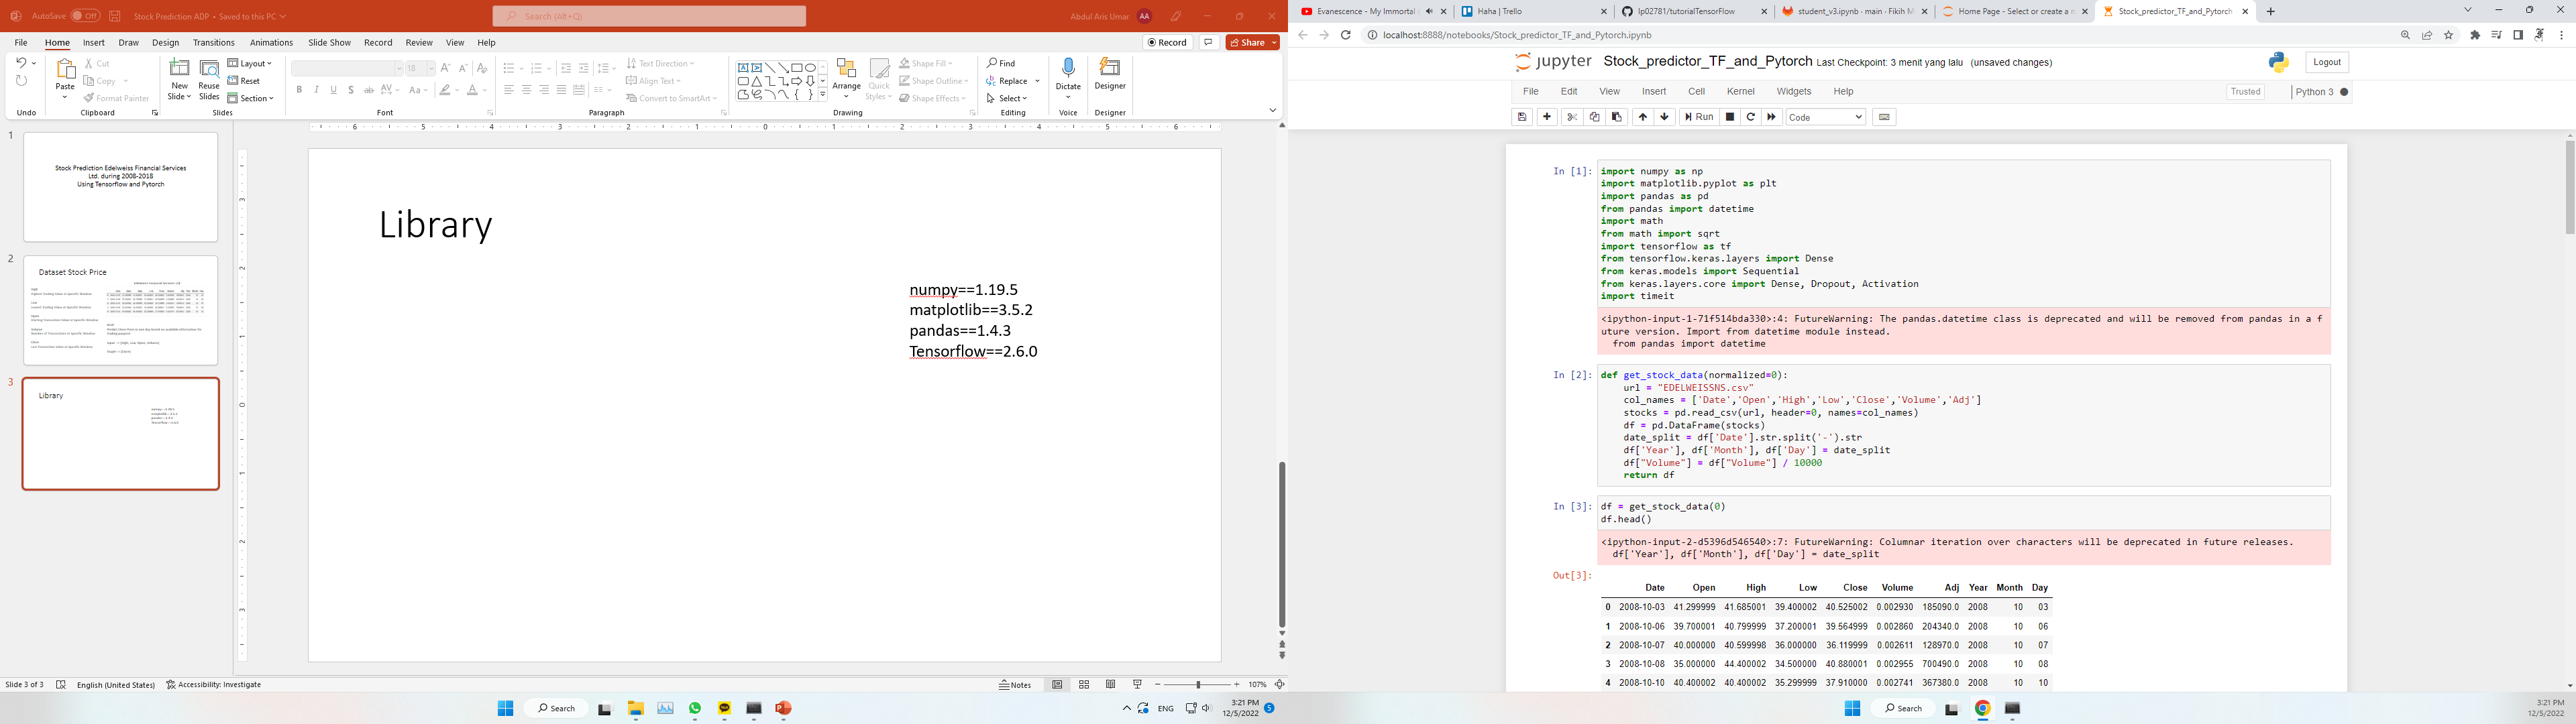 AutoSave Off Stock Prediction ADP • Saved to this PC Search (Alt+Q) Abdul Aris Umar AA
File Home Insert Draw Design Transitions Animations Slide Show Record Review View Help Record Share
Undo
Paste
Cut
Copy
Format Painter
Clipboard
New Slide
Reuse Slides
Layout
Reset
Section
Slides
18
Font
Paragraph
Text Direction
Align Text
Convert to SmartArt
Arrange
Quick Styles
Shape Fill
Shape Outline
Shape Effects
Drawing
Find
Replace
Select
Editing
Dictate
Voice
Designer
Designer
1
Stock Prediction Edelweiss Financial Services
Ltd. during 2008-2018
Using Tensorflow and Pytorch
2
Dataset Stock Price
3
Library
Library
numpy==1.19.5
matplotlib==3.5.2
pandas==1.4.3
Tensorflow==2.6.0
Slide 3 of 3 English (United States) Accessibility: Investigate Notes 107%
Search ENG 3:21 PM
12/5/2022 5
Evanescence - My Immortal Haha | Trello lp02781/tutorialTensorFlow student_v3.ipynb · main · Fikih M Home Page - Select or create a n Stock_predictor_TF_and_Pytorch
localhost:8888/notebooks/Stock_predictor_TF_and_Pytorch.ipynb
jupyter Stock_predictor_TF_and_Pytorch Last Checkpoint: 3 menit yang lalu (unsaved changes) Logout
File Edit View Insert Cell Kernel Widgets Help Trusted Python 3
Run Code
In [1]: import numpy as np
import matplotlib.pyplot as plt
import pandas as pd
from pandas import datetime
import math
from math import sqrt
import tensorflow as tf
from tensorflow.keras.layers import Dense
from keras.models import Sequential
from keras.layers.core import Dense, Dropout, Activation
import timeit
<ipython-input-1-71f514bda330>:4: FutureWarning: The pandas.datetime class is deprecated and will be removed from pandas in a f
uture version. Import from datetime module instead.
from pandas import datetime
In [2]: def get_stock_data(normalized=0):
url = "EDELWEISSNS.csv"
col_names = ['Date','Open','High','Low','Close','Volume','Adj']
stocks = pd.read_csv(url, header=0, names=col_names)
df = pd.DataFrame(stocks)
date_split = df['Date'].str.split('-').str
df['Year'], df['Month'], df['Day'] = date_split
df["Volume"] = df["Volume"] / 10000
return df
In [3]: df = get_stock_data(0)
df.head()
<ipython-input-2-d5396d546540>:7: FutureWarning: Columnar iteration over characters will be deprecated in future releases.
df['Year'], df['Month'], df['Day'] = date_split
Out[3]:
Date Open High Low Close Volume Adj Year Month Day
0 2008-10-03 41.299999 41.685001 39.400002 40.525002 0.002930 185090.0 2008 10 03
1 2008-10-06 39.700001 40.799999 37.200001 39.564999 0.002860 204340.0 2008 10 06
2 2008-10-07 40.000000 40.599998 36.000000 36.119999 0.002611 128970.0 2008 10 07
3 2008-10-08 35.000000 44.400002 34.500000 40.880001 0.002955 700490.0 2008 10 08
4 2008-10-10 40.400002 40.400002 35.299999 37.910000 0.002741 367380.0 2008 10 10
Search 3:21 PM
12/5/2022